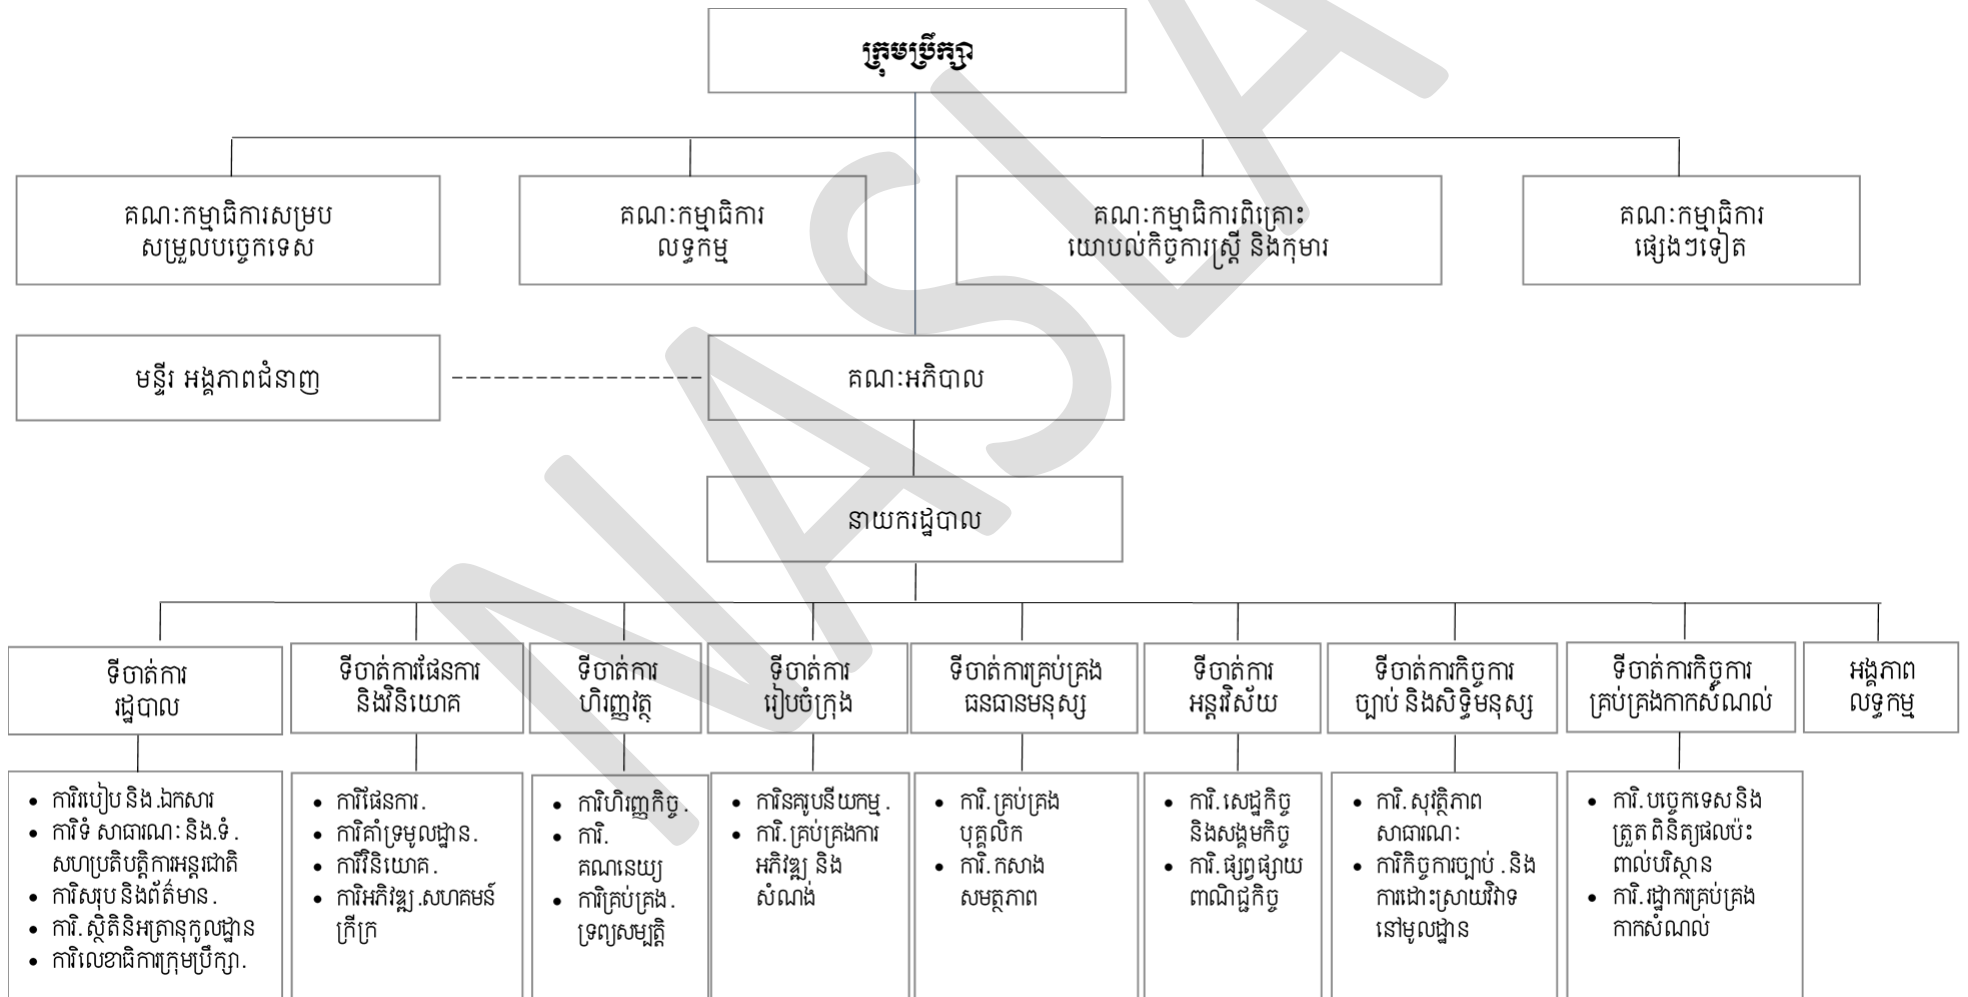 ក្រុមប្រឹក្សា
គណៈកម្មាធិការសម្រប
សម្រួលបច្ចេកទេស
គណៈកម្មាធិការ
លទ្ធកម្ម
គណៈកម្មាធិការពិគ្រោះ
យោបល់កិច្ចការស្ត្រី និងកុមារ
គណៈកម្មាធិការ
ផ្សេងៗទៀត
មន្ទីរ អង្គភាពជំនាញ
គណៈអភិបាល
នាយករដ្ឋបាល
ទីចាត់ការ
រដ្ឋបាល
ទីចាត់ការផែនការ
និងវិនិយោគ
ទីចាត់ការ
ហិរញ្ញវត្ថុ
ទីចាត់ការ
រៀបចំក្រុង
ទីចាត់ការគ្រប់គ្រង
ធនធានមនុស្ស
ទីចាត់ការ
អន្តរវិស័យ
ទីចាត់ការកិច្ចការ
ច្បាប់ និងសិទ្ធិមនុស្ស
ទីចាត់ការកិច្ចការ
គ្រប់គ្រងកាកសំណល់
អង្គភាព
លទ្ធកម្ម
• ការិរបៀប និង.ឯកសារ
• ការិទំ សាធារណៈ និង.ទំ.
សហប្រតិបត្តិការអន្តរជាតិ
• ការិសរុប និងព័ត៌មាន.
• ការិ.ស្ថិតិនិអត្រានុកូលដ្ឋាន
• ការិលេខាធិការក្រុមប្រឹក្សា.
• ការិផែនការ.
• ការិគាំទ្រមូលដ្ឋាន.
• ការិវិនិយោគ.
• ការិអភិវឌ្ឍ.សហគមន៍
ក្រីក្រ
• ការិហិរញ្ញកិច្ច.
• ការិ.
គណនេយ្យ
• ការិគ្រប់គ្រង.
ទ្រព្យសម្បត្តិ
• ការិនគរូបនីយកម្ម.
• ការិ.គ្រប់គ្រងការ
អភិវឌ្ឍ និង
សំណង់
• ការិ.គ្រប់គ្រង
បុគ្គលិក
• ការិ.កសាង
សមត្ថភាព
• ការិ.សេដ្ឋកិច្ច
និងសង្គមកិច្ច
• ការិ.ផ្សព្វផ្សាយ
ពាណិជ្ជកិច្ច
• ការិ.សុវត្ថិភាព
សាធារណៈ
• ការិកិច្ចការច្បាប់.និង
ការដោះស្រាយវិវាទ
នៅមូលដ្ឋាន
• ការិ.បច្ចេកទេស និង
ត្រួត ពិនិត្យផលប៉ះ
ពាល់បរិស្ថាន
• ការិ.រដ្ឋាករគ្រប់គ្រង
កាកសំណល់
NASLA